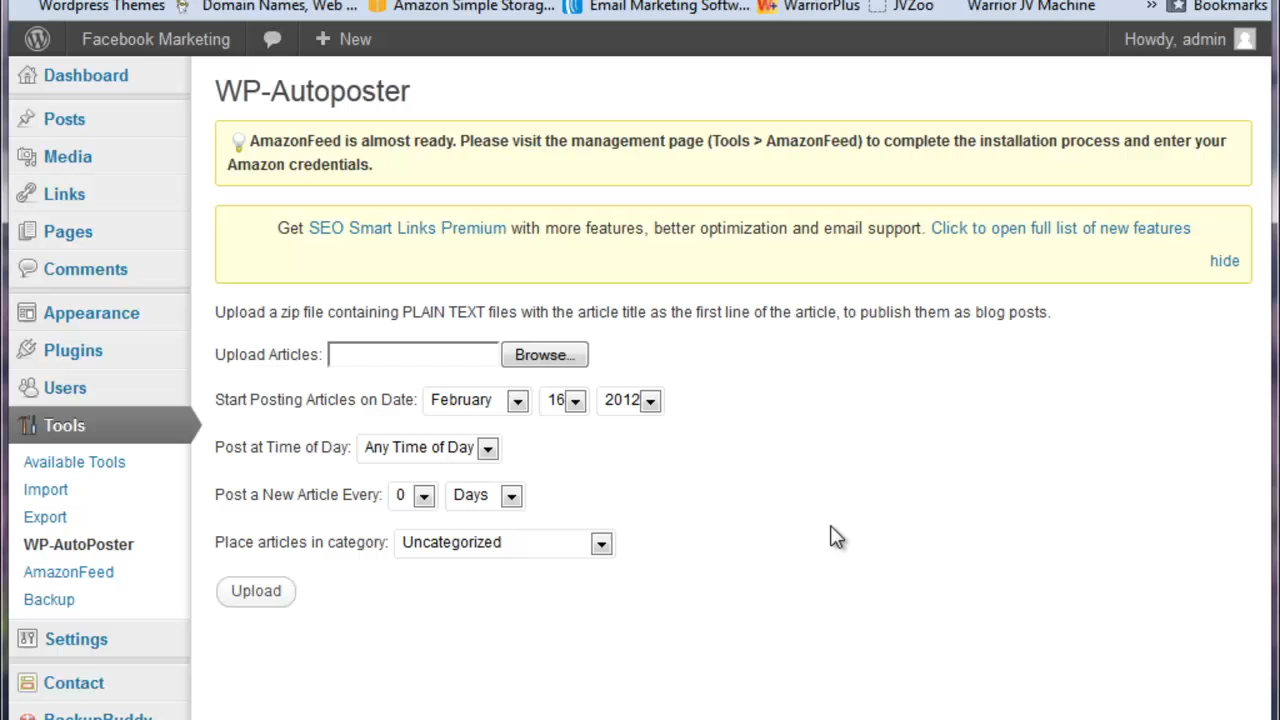 Wordpress Themes Domain Names, Web ... Amazon Simple Storag... Email Marketing Softw... WarriorPlus JVZoo Warrior JV Machine » Bookmarks
Facebook Marketing + New Howdy, admin
Dashboard
Posts
Media
Links
Pages
Comments
Appearance
Plugins
Users
Tools
Available Tools
Import
Export
WP-AutoPoster
AmazonFeed
Backup
Settings
Contact
BackupBuddy
WP-Autoposter
AmazonFeed is almost ready. Please visit the management page (Tools > AmazonFeed) to complete the installation process and enter your
Amazon credentials.
Get SEO Smart Links Premium with more features, better optimization and email support. Click to open full list of new features
hide
Upload a zip file containing PLAIN TEXT files with the article title as the first line of the article, to publish them as blog posts.
Upload Articles: Browse...
Start Posting Articles on Date: February 16 2012
Post at Time of Day: Any Time of Day
Post a New Article Every: 0 Days
Place articles in category: Uncategorized
Upload